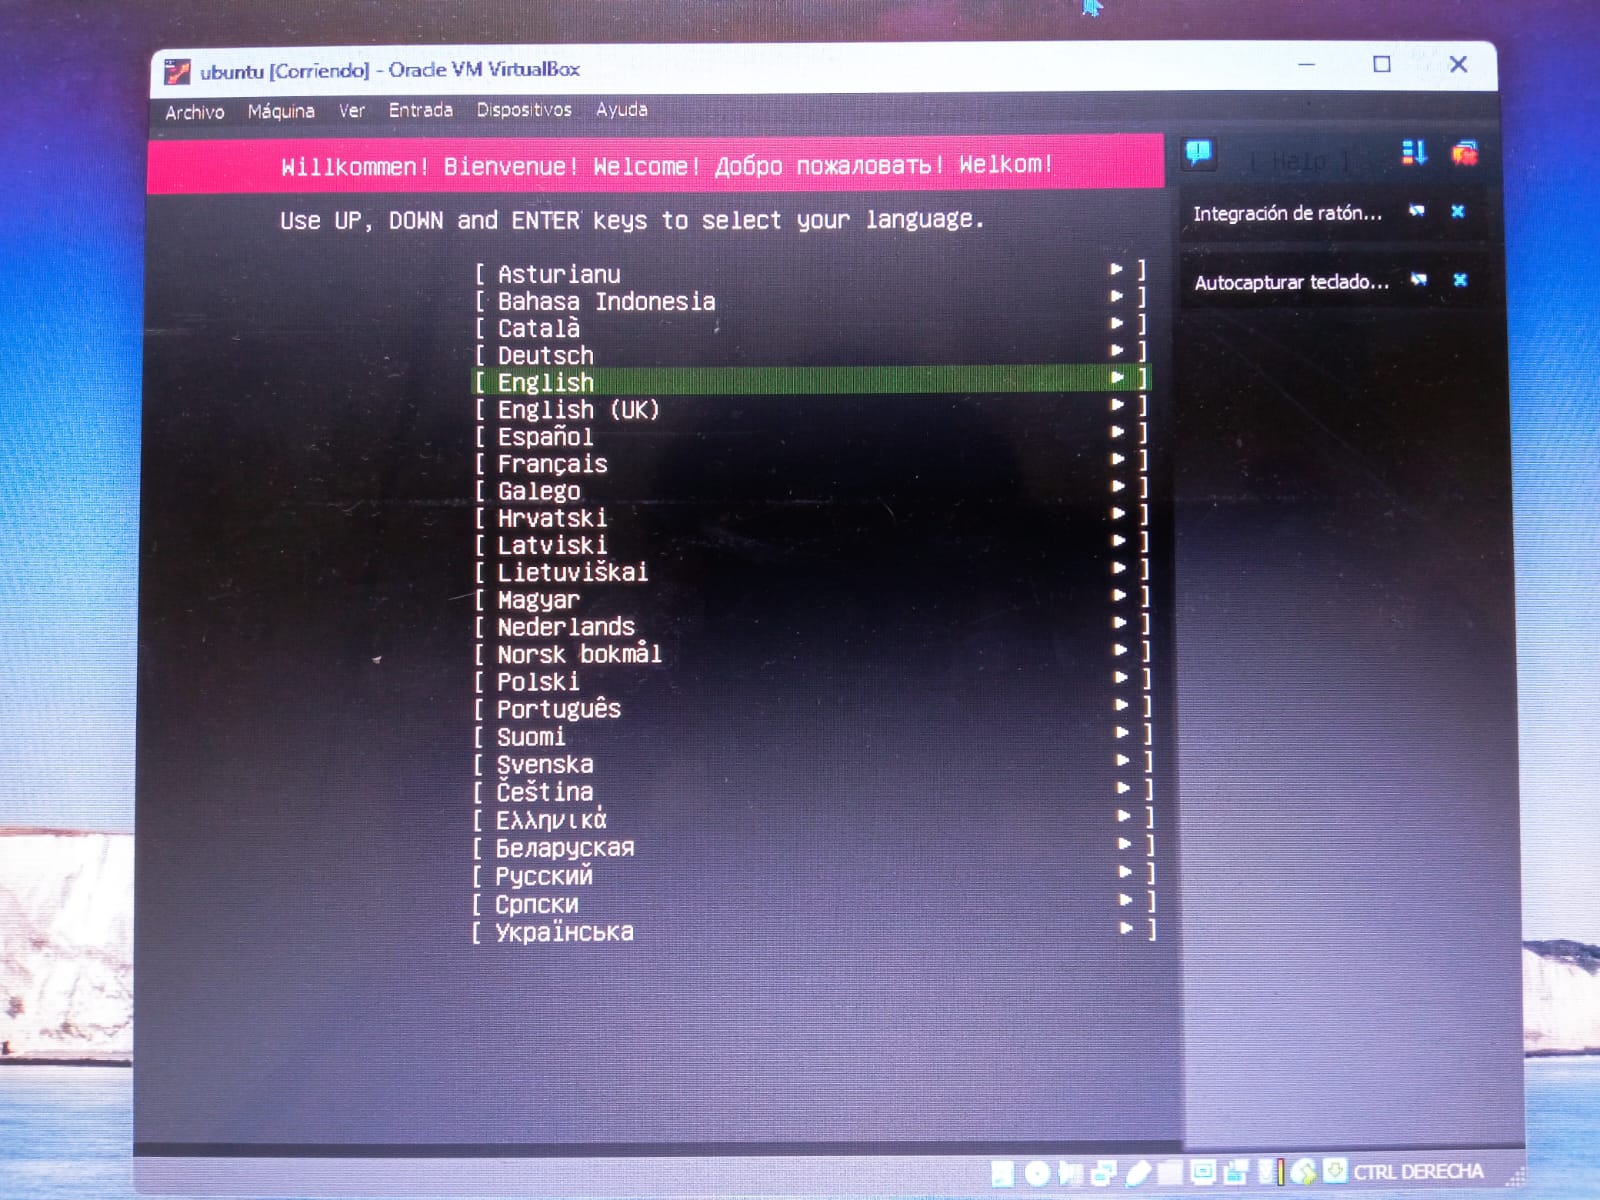 ubuntu [Corriendo] - Oracle VM VirtualBox
Archivo Máquina Ver Entrada Dispositivos Ayuda
Willkommen! Bienvenue! Welcome! Добро пожаловать! Welkom!
[ Help ]
Integración de ratón...
Autocapturar teclado...
Use UP, DOWN and ENTER keys to select your language.
[ Asturianu ▸ ]
[ Bahasa Indonesia ▸ ]
[ Català ▸ ]
[ Deutsch ▸ ]
[ English ▸ ]
[ English (UK) ▸ ]
[ Español ▸ ]
[ Français ▸ ]
[ Galego ▸ ]
[ Hrvatski ▸ ]
[ Latviski ▸ ]
[ Lietuviškai ▸ ]
[ Magyar ▸ ]
[ Nederlands ▸ ]
[ Norsk bokmål ▸ ]
[ Polski ▸ ]
[ Português ▸ ]
[ Suomi ▸ ]
[ Svenska ▸ ]
[ Čeština ▸ ]
[ Ελληνικά ▸ ]
[ Беларуская ▸ ]
[ Русский ▸ ]
[ Српски ▸ ]
[ Українська ▸ ]
CTRL DERECHA